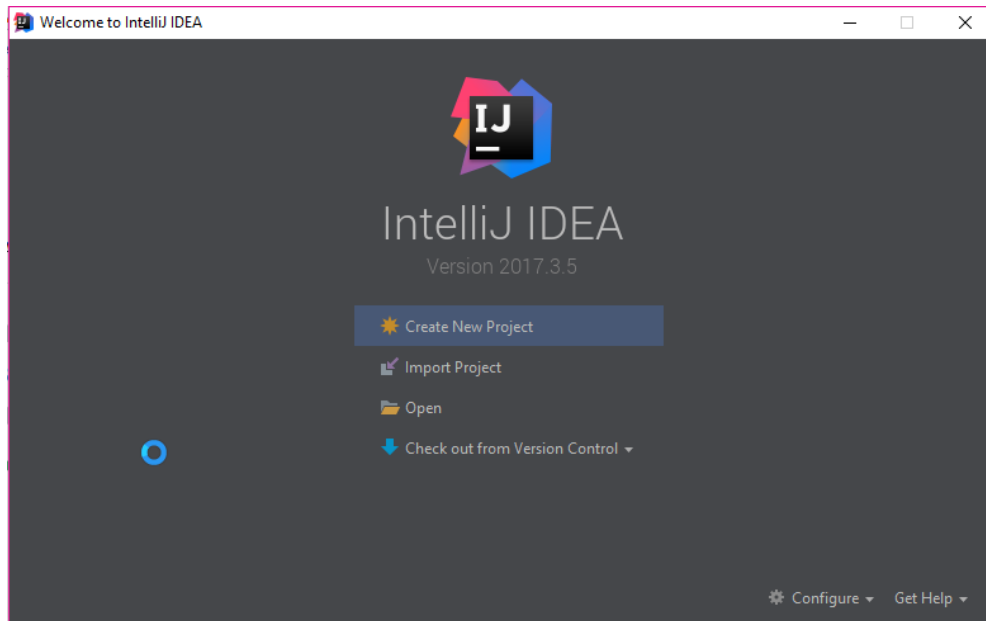 Welcome to IntelliJ IDEA
IJ
IntelliJ IDEA
Version 2017.3.5
Create New Project
Import Project
Open
Check out from Version Control
Configure
Get Help